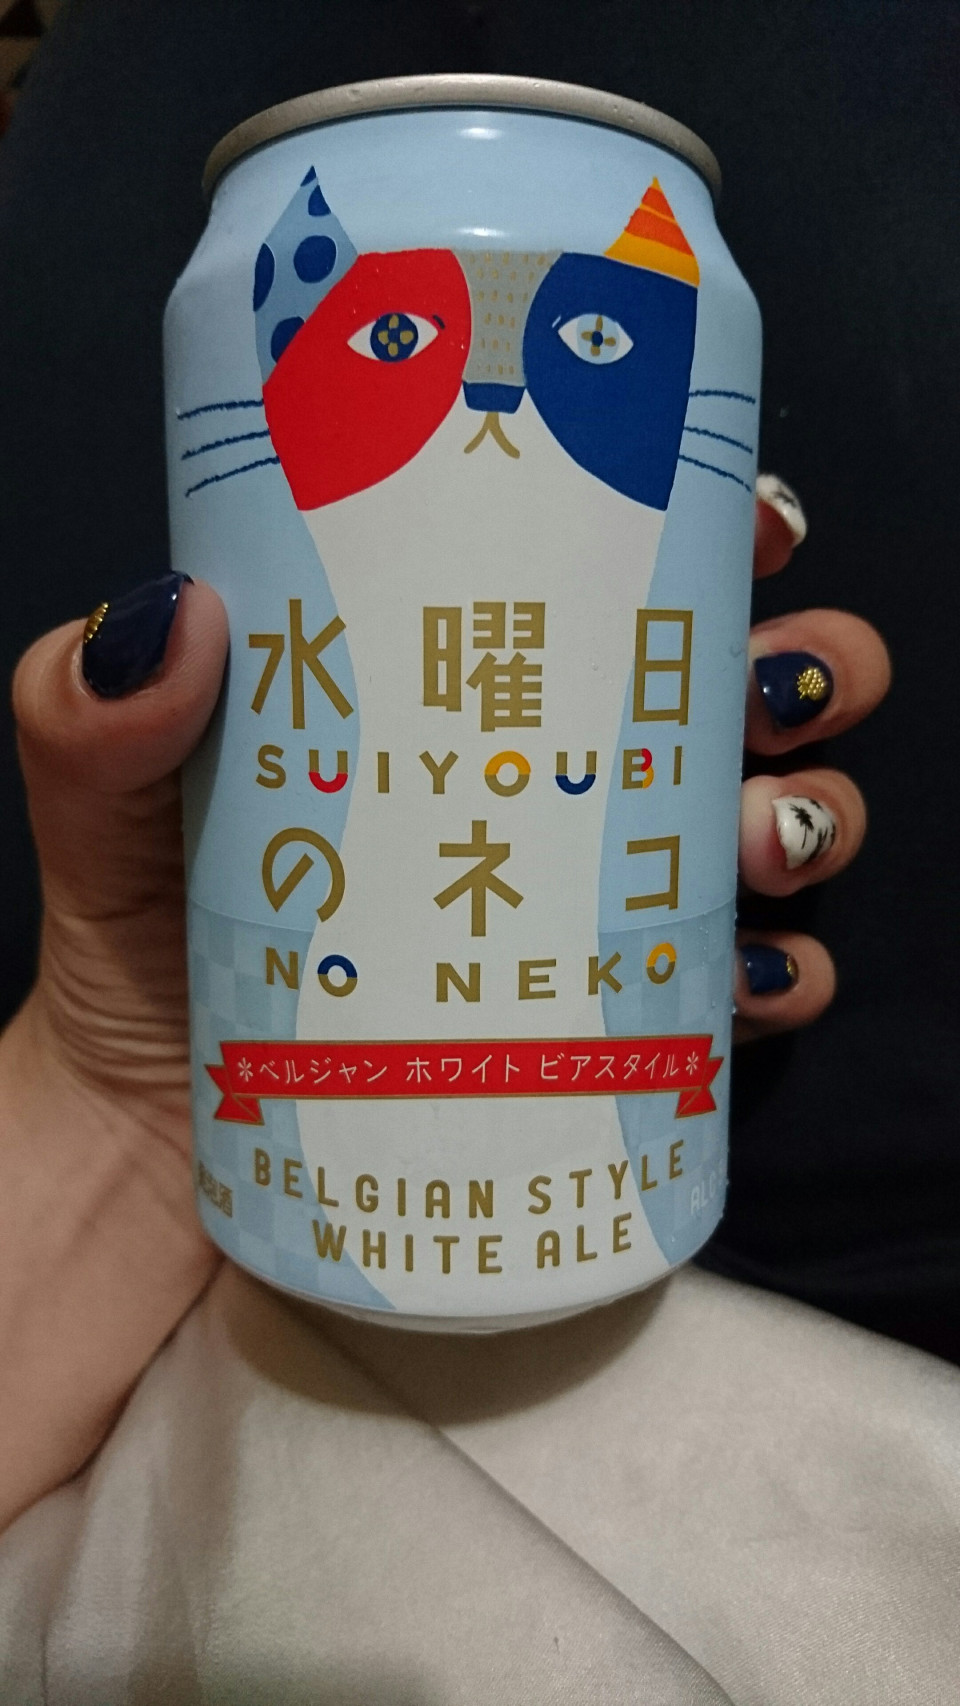 水曜日
SUIYOUBI
のネコ
NO NEKO
*ベルジャン ホワイト ビアスタイル*
BELGIAN STYLE
WHITE ALE
ALC